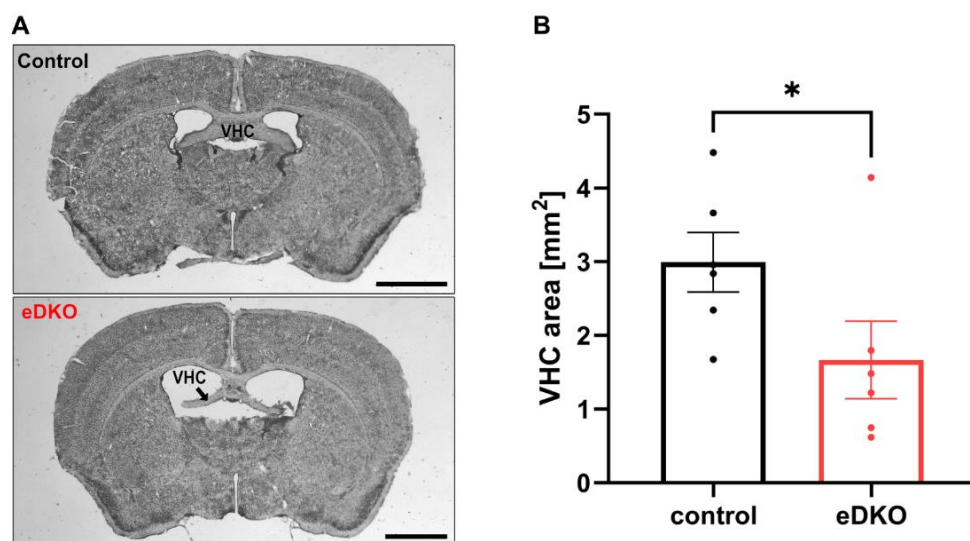 A
Control
VHC
eDKO
VHC
B
*
VHC area [mm²]
5
4
3
2
1
0
control
eDKO